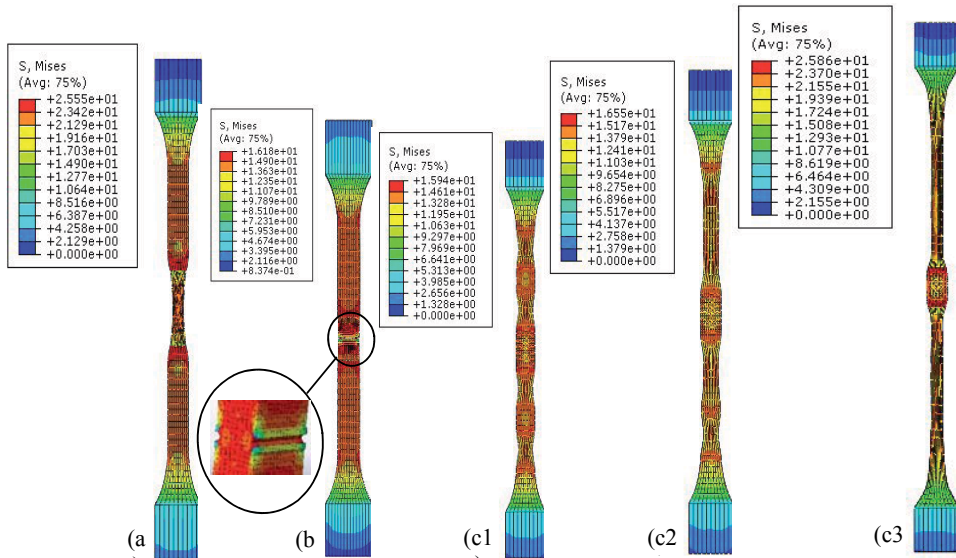 S, Mises
(Avg: 75%)
+2.555e+01
+2.342e+01
+2.129e+01
+1.916e+01
+1.703e+01
+1.490e+01
+1.277e+01
+1.064e+01
+8.516e+00
+6.387e+00
+4.258e+00
+2.129e+00
+0.000e+00
(a
S, Mises
(Avg: 75%)
+1.618e+01
+1.490e+01
+1.363e+01
+1.235e+01
+1.107e+01
+9.789e+00
+8.510e+00
+7.231e+00
+5.953e+00
+4.674e+00
+3.395e+00
+2.116e+00
+8.374e-01
(b
S, Mises
(Avg: 75%)
+1.594e+01
+1.461e+01
+1.328e+01
+1.195e+01
+1.063e+01
+9.297e+00
+7.969e+00
+6.641e+00
+5.313e+00
+3.985e+00
+2.656e+00
+1.328e+00
+0.000e+00
(c1
S, Mises
(Avg: 75%)
+1.655e+01
+1.517e+01
+1.379e+01
+1.241e+01
+1.103e+01
+9.654e+00
+8.275e+00
+6.896e+00
+5.517e+00
+4.137e+00
+2.758e+00
+1.379e+00
+0.000e+00
(c2
S, Mises
(Avg: 75%)
+2.586e+01
+2.370e+01
+2.155e+01
+1.939e+01
+1.724e+01
+1.508e+01
+1.293e+01
+1.077e+01
+8.619e+00
+6.464e+00
+4.309e+00
+2.155e+00
+0.000e+00
(c3